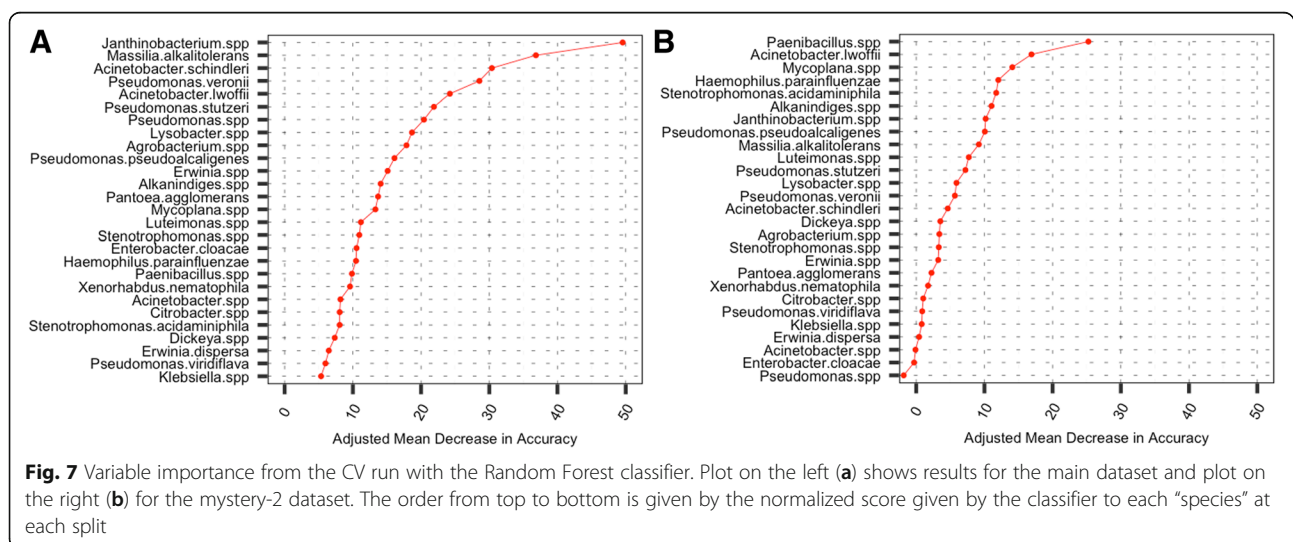 A
Janthinobacterium.spp
Massilia.alkalitolerans
Acinetobacter.schindleri
Pseudomonas.veronii
Acinetobacter.lwoffii
Pseudomonas.stutzeri
Pseudomonas.spp
Lysobacter.spp
Agrobacterium.spp
Pseudomonas.pseudoalcaligenes
Erwinia.spp
Alkanindiges.spp
Pantoea.agglomerans
Mycoplana.spp
Luteimonas.spp
Stenotrophomonas.spp
Enterobacter.cloacae
Haemophilus.parainfluenzae
Paenibacillus.spp
Xenorhabdus.nematophila
Acinetobacter.spp
Citrobacter.spp
Stenotrophomonas.acidaminiphila
Dickeya.spp
Erwinia.dispersa
Pseudomonas.viridiflava
Klebsiella.spp
0 10 20 30 40 50
Adjusted Mean Decrease in Accuracy
B
Paenibacillus.spp
Acinetobacter.lwoffii
Mycoplana.spp
Haemophilus.parainfluenzae
Stenotrophomonas.acidaminiphila
Alkanindiges.spp
Janthinobacterium.spp
Pseudomonas.pseudoalcaligenes
Massilia.alkalitolerans
Luteimonas.spp
Pseudomonas.stutzeri
Lysobacter.spp
Pseudomonas.veronii
Acinetobacter.schindleri
Dickeya.spp
Agrobacterium.spp
Stenotrophomonas.spp
Erwinia.spp
Pantoea.agglomerans
Xenorhabdus.nematophila
Citrobacter.spp
Pseudomonas.viridiflava
Klebsiella.spp
Erwinia.dispersa
Acinetobacter.spp
Enterobacter.cloacae
Pseudomonas.spp
0 10 20 30 40 50
Adjusted Mean Decrease in Accuracy
Fig. 7 Variable importance from the CV run with the Random Forest classifier. Plot on the left (a) shows results for the main dataset and plot on
the right (b) for the mystery-2 dataset. The order from top to bottom is given by the normalized score given by the classifier to each “species” at
each split